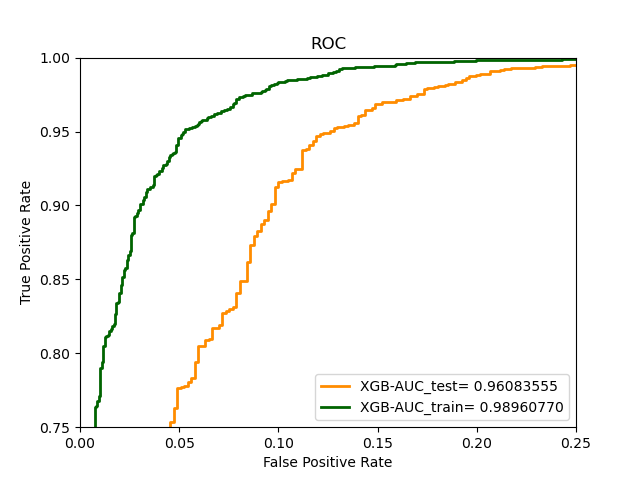 ROC
1.00
0.95
0.90
0.85
0.80
0.75
True Positive Rate
XGB-AUC_test= 0.96083555
XGB-AUC_train= 0.98960770
0.00 0.05 0.10 0.15 0.20 0.25
False Positive Rate